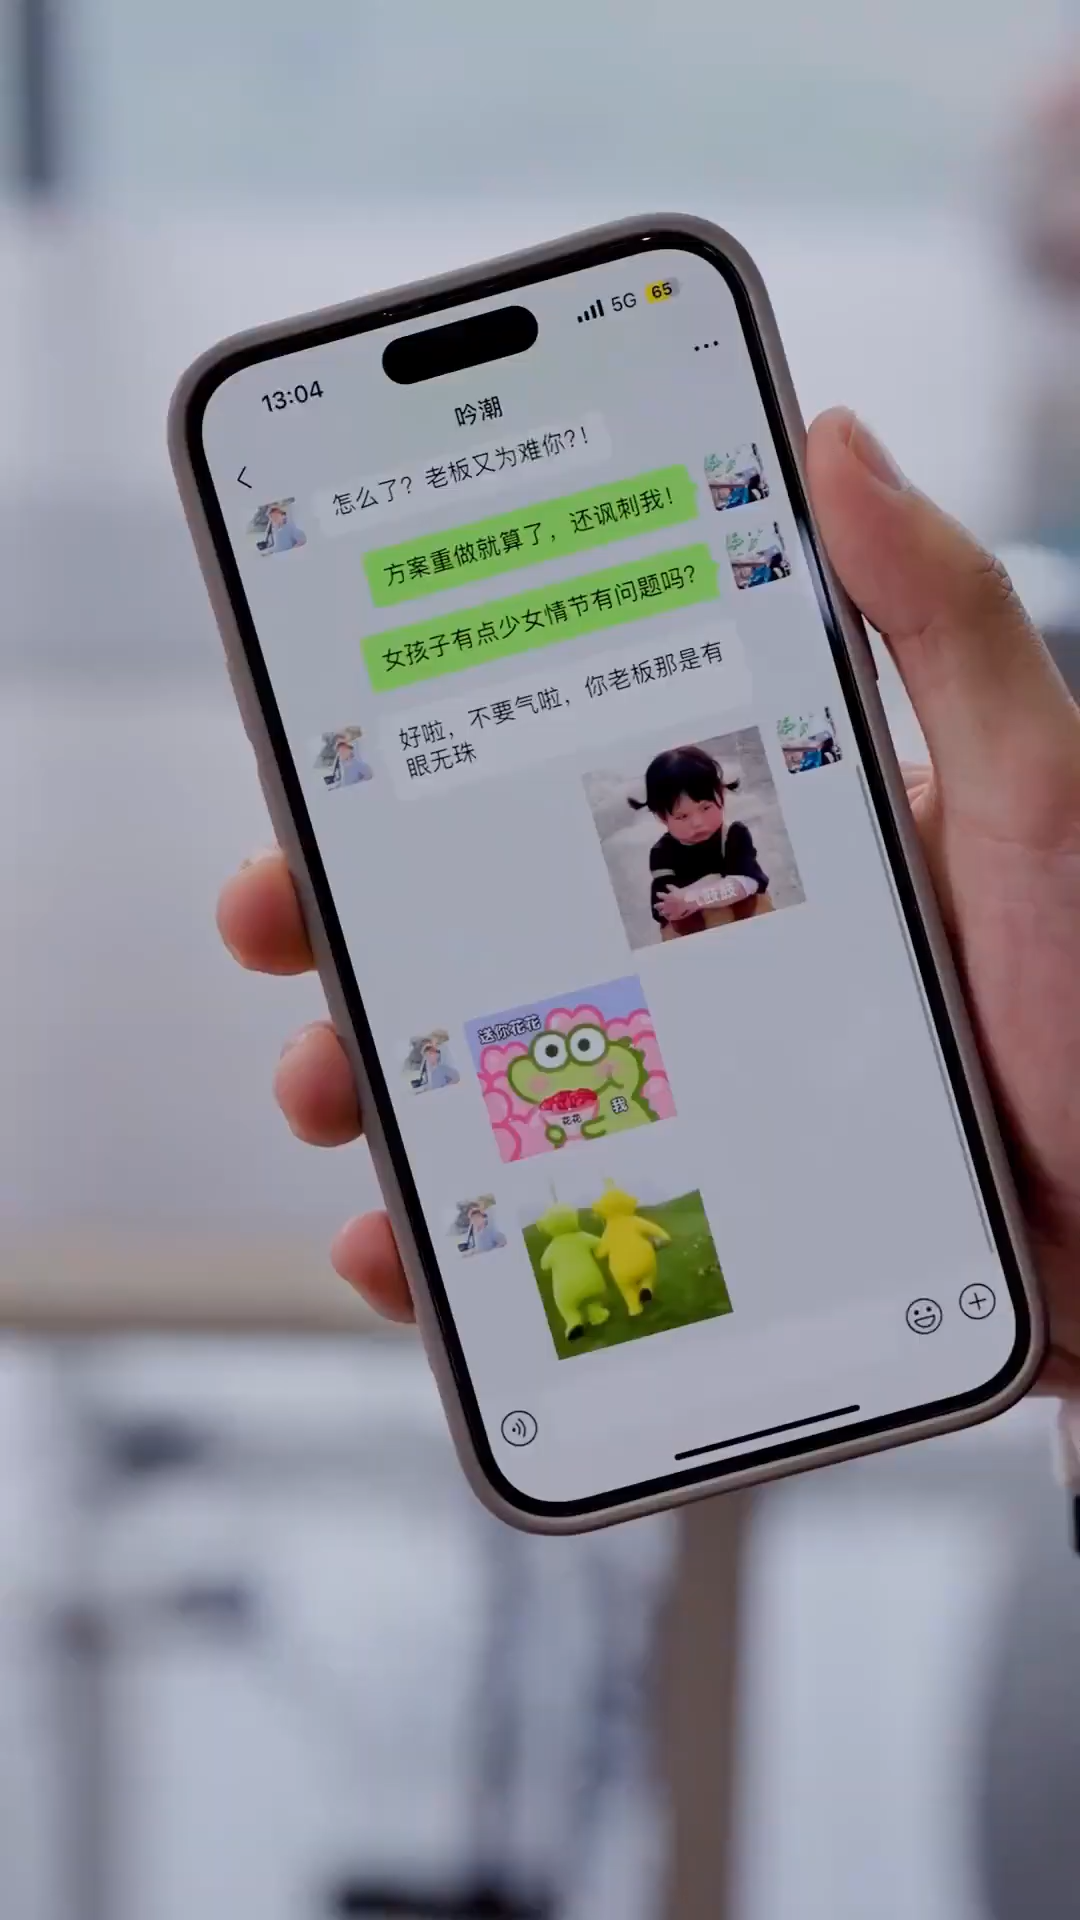 13:04
5G
65
吟潮
怎么了？老板又为难你？！
方案重做就算了，还讽刺我！
女孩子有点少女情节有问题吗？
好啦，不要气啦，你老板那是有
眼无珠
送你花花
花花
我